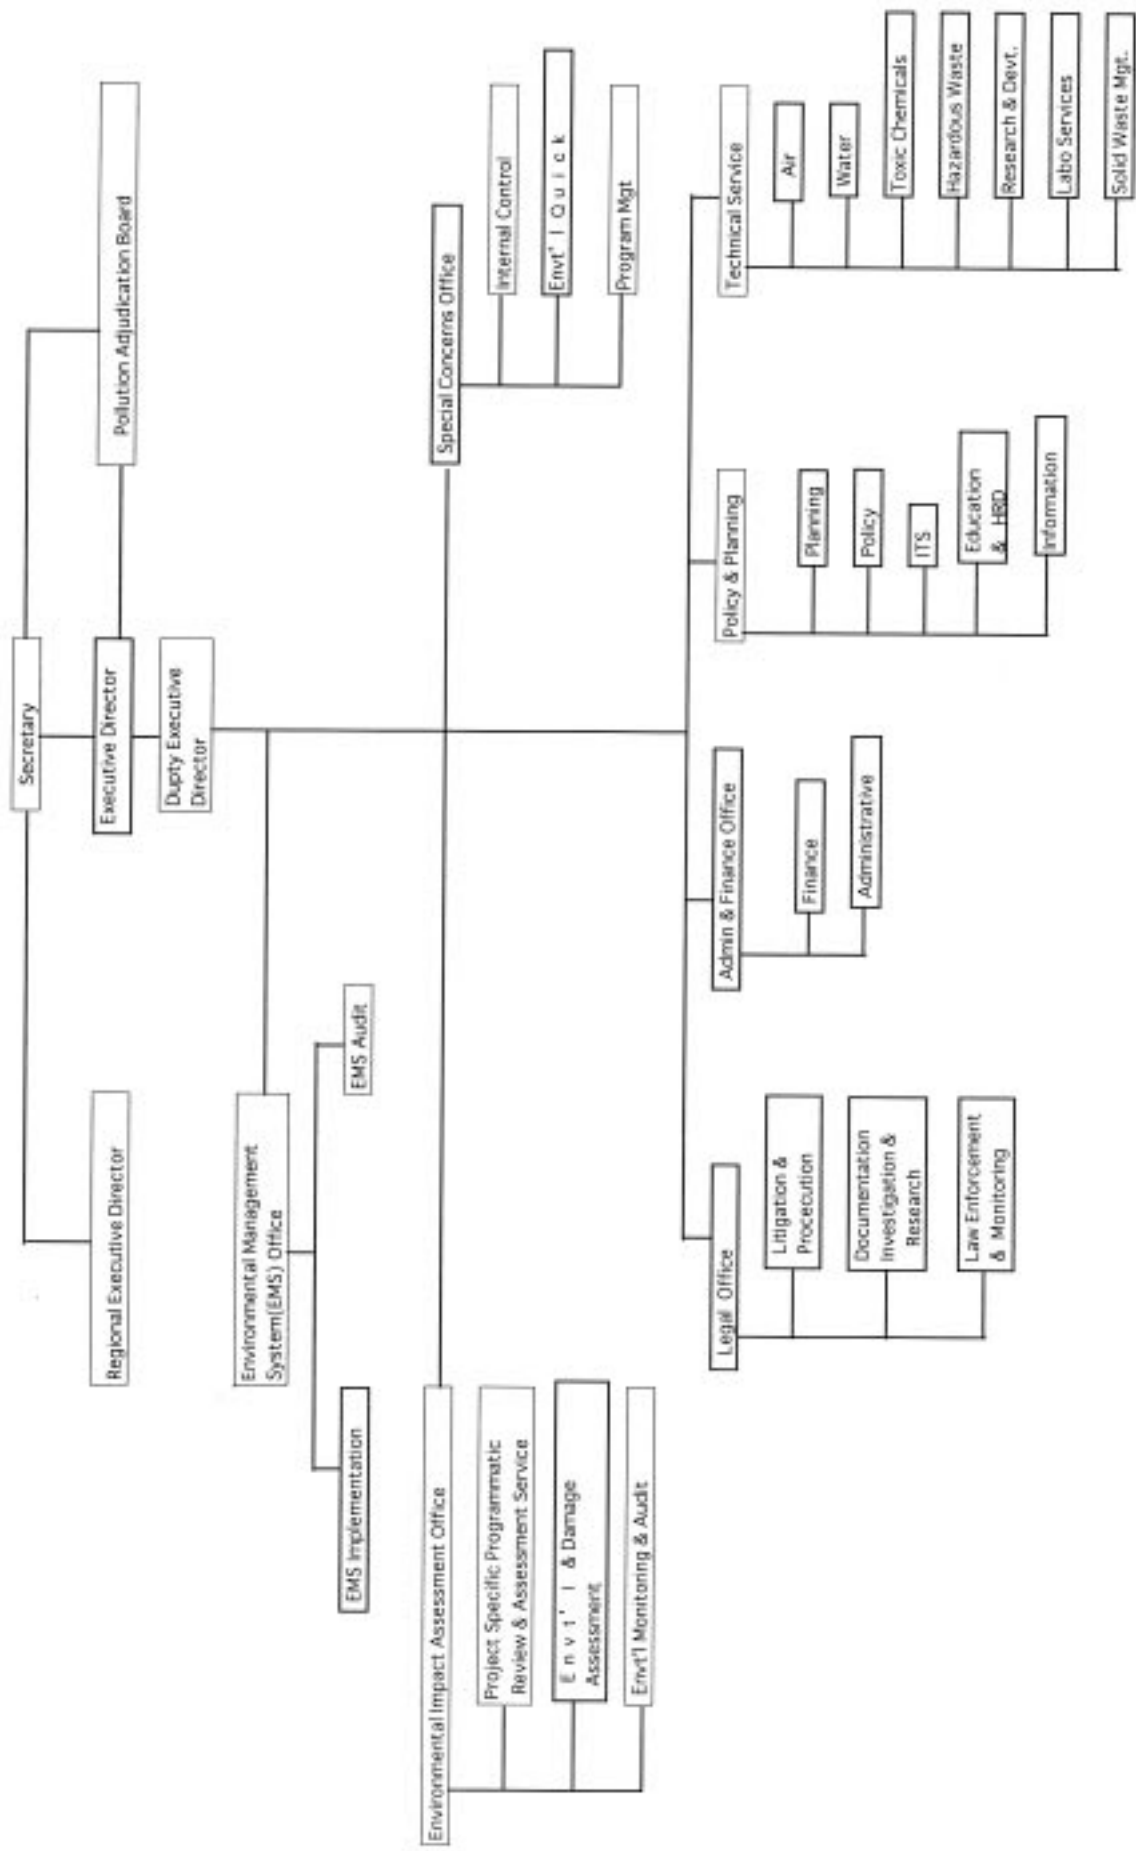 Secretary
Regional Executive Director
Executive Director
Pollution Adjudication Board
Dupty Executive
Director
Environmental Management
System(EMS) Office
EMS Implementation
EMS Audit
Environmental Impact Assessment Office
Project Specific Programmatic
Review & Assessment Service
Envt'l & Damage
Assessment
Envt'l Monitoring & Audit
Special Concerns Office
Internal Control
Envt'l Quick
Program Mgt
Legal Office
Litigation &
Procecution
Documentation
Investigation &
Research
Law Enforcement
& Monitoring
Admin & Finance Office
Finance
Administrative
Policy & Planning
Planning
Policy
ITS
Education
& HRD
Information
Technical Service
Air
Water
Toxic Chemicals
Hazardous Waste
Research & Devt.
Labo Services
Solid Waste Mgt.